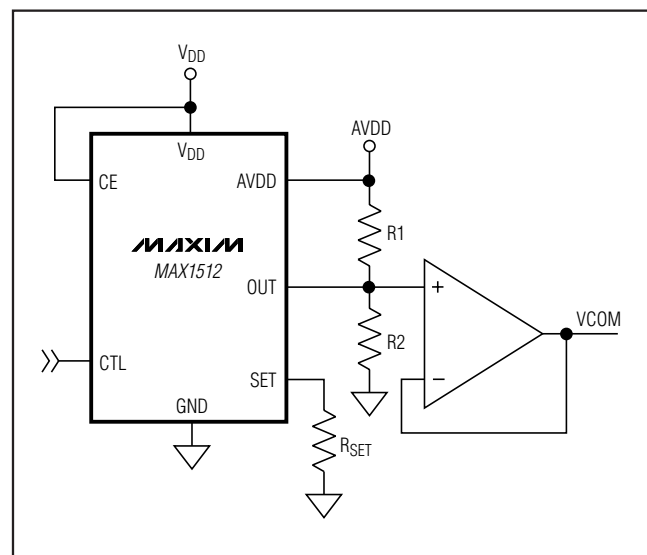 VDD
VDD
AVDD
CE
AVDD
R1
MAXIM
MAX1512
OUT
+
VCOM
R2
CTL
−
SET
GND
RSET